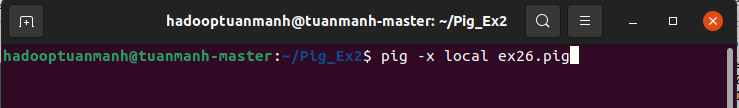 hadooptuanmanh@tuanmanh-master: ~/Pig_Ex2
hadooptuanmanh@tuanmanh-master:~/Pig_Ex2$ pig -x local ex26.pig